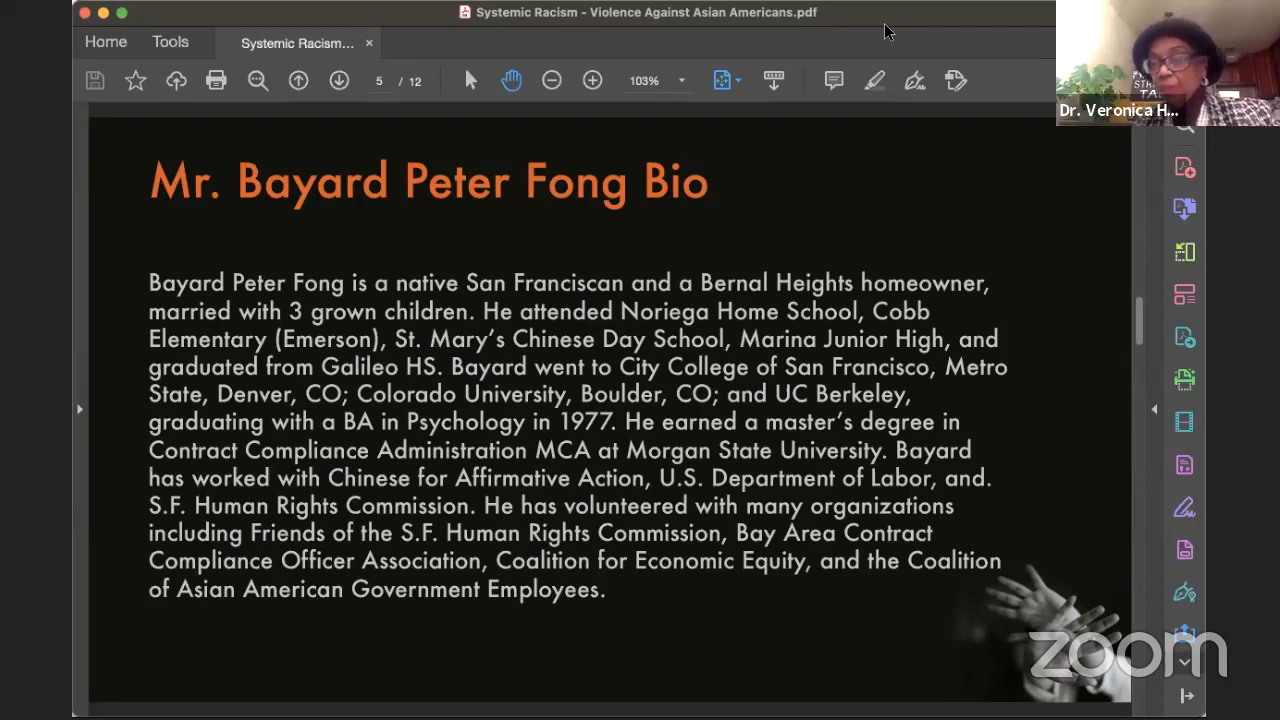 Systemic Racism - Violence Against Asian Americans.pdf
Home
Tools
Systemic Racism...
5 / 12
103%
Dr. Veronica H...
Mr. Bayard Peter Fong Bio
Bayard Peter Fong is a native San Franciscan and a Bernal Heights homeowner,
married with 3 grown children. He attended Noriega Home School, Cobb
Elementary (Emerson), St. Mary’s Chinese Day School, Marina Junior High, and
graduated from Galileo HS. Bayard went to City College of San Francisco, Metro
State, Denver, CO; Colorado University, Boulder, CO; and UC Berkeley,
graduating with a BA in Psychology in 1977. He earned a master’s degree in
Contract Compliance Administration MCA at Morgan State University. Bayard
has worked with Chinese for Affirmative Action, U.S. Department of Labor, and.
S.F. Human Rights Commission. He has volunteered with many organizations
including Friends of the S.F. Human Rights Commission, Bay Area Contract
Compliance Officer Association, Coalition for Economic Equity, and the Coalition
of Asian American Government Employees.
zoom